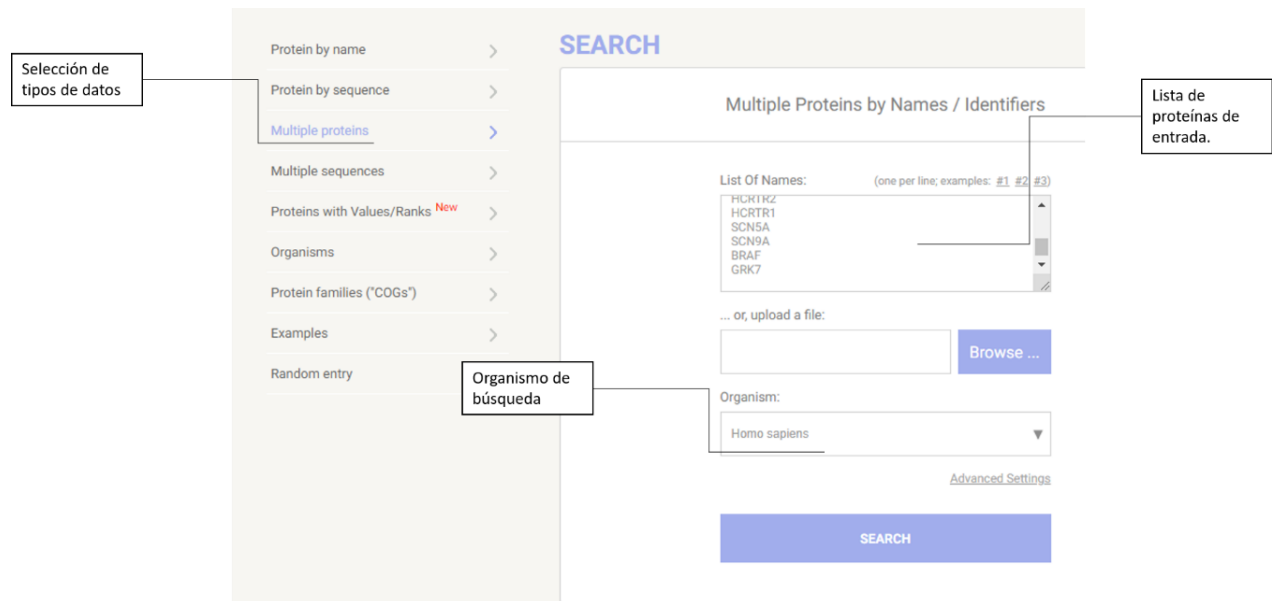 Protein by name
Protein by sequence
Multiple proteins
Multiple sequences
Proteins with Values/Ranks New
Organisms
Protein families ("COGs")
Examples
Random entry
Selección de
tipos de datos
SEARCH
Multiple Proteins by Names / Identifiers
Lista de
proteínas de
entrada.
List Of Names:
(one per line; examples: #1 #2 #3)
HCRTR2
HCRTR1
SCN5A
SCN9A
BRAF
GRK7
... or, upload a file:
Browse ...
Organismo de
búsqueda
Organism:
Homo sapiens
Advanced Settings
SEARCH